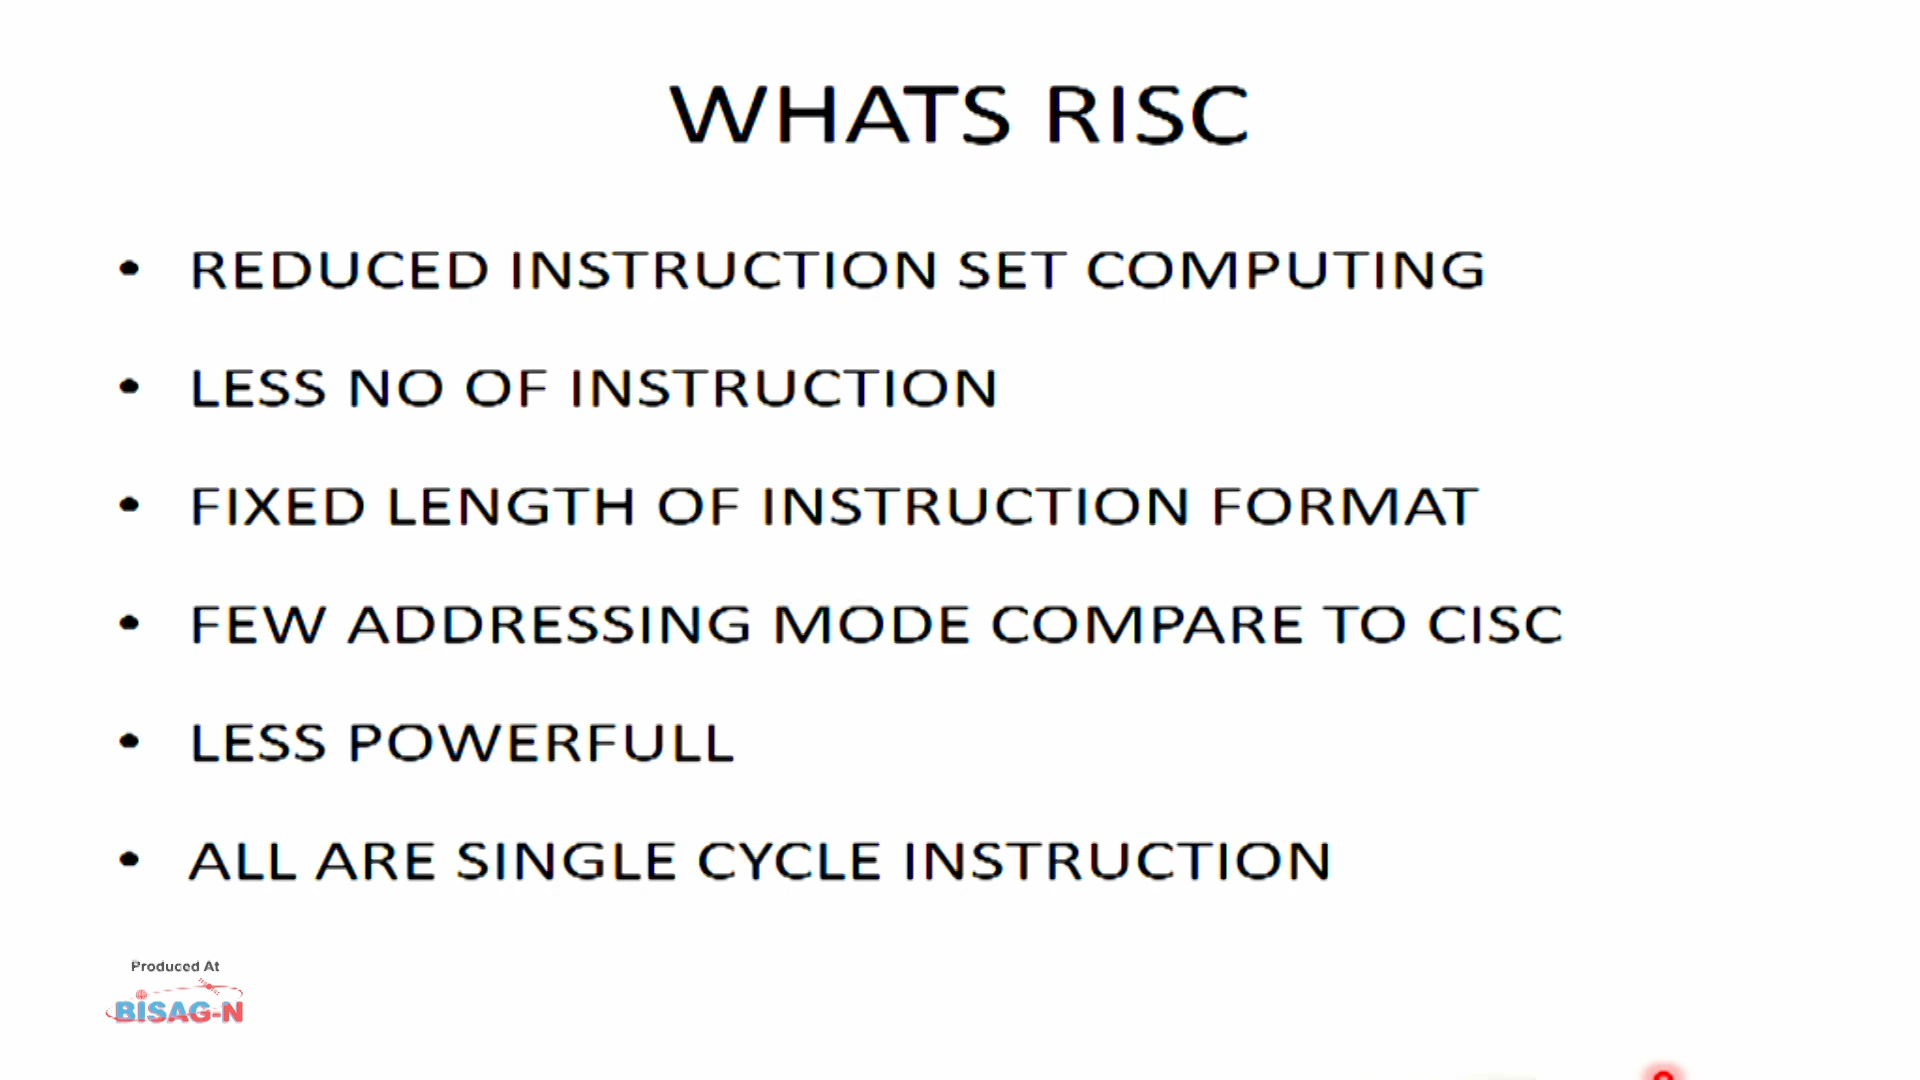 WHATS RISC
• REDUCED INSTRUCTION SET COMPUTING
• LESS NO OF INSTRUCTION
• FIXED LENGTH OF INSTRUCTION FORMAT
• FEW ADDRESSING MODE COMPARE TO CISC
• LESS POWERFULL
• ALL ARE SINGLE CYCLE INSTRUCTION
Produced At
BISAG-N